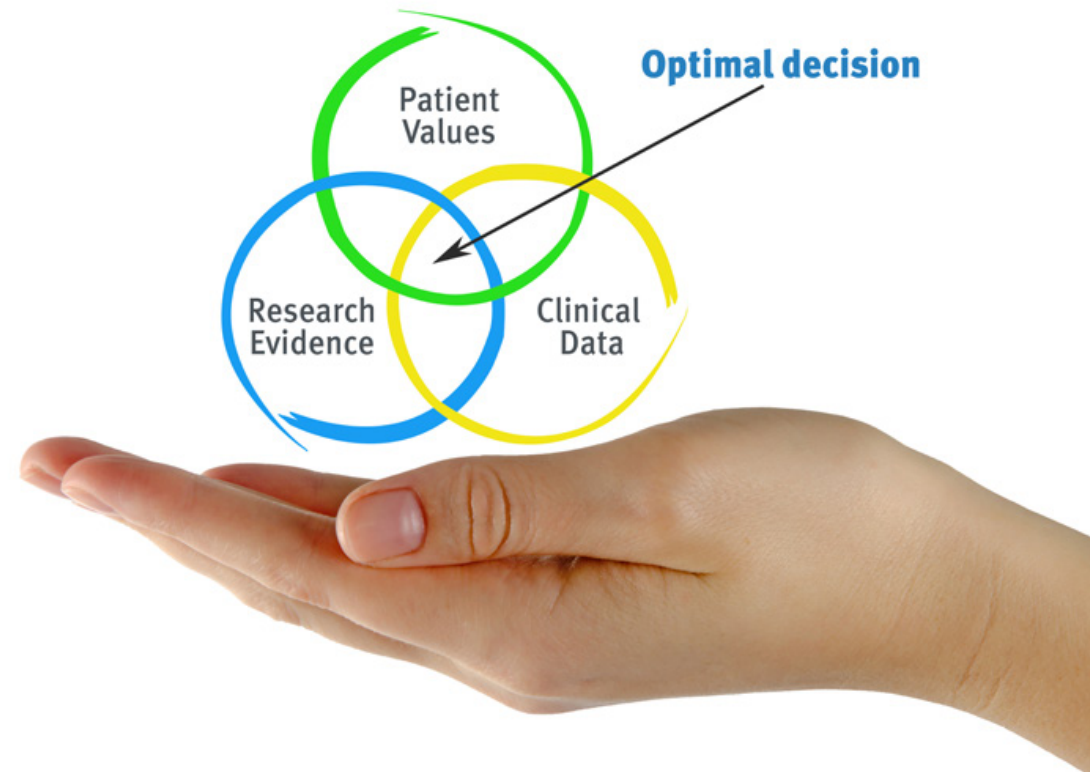 Optimal decision
Patient
Values
Research
Evidence
Clinical
Data